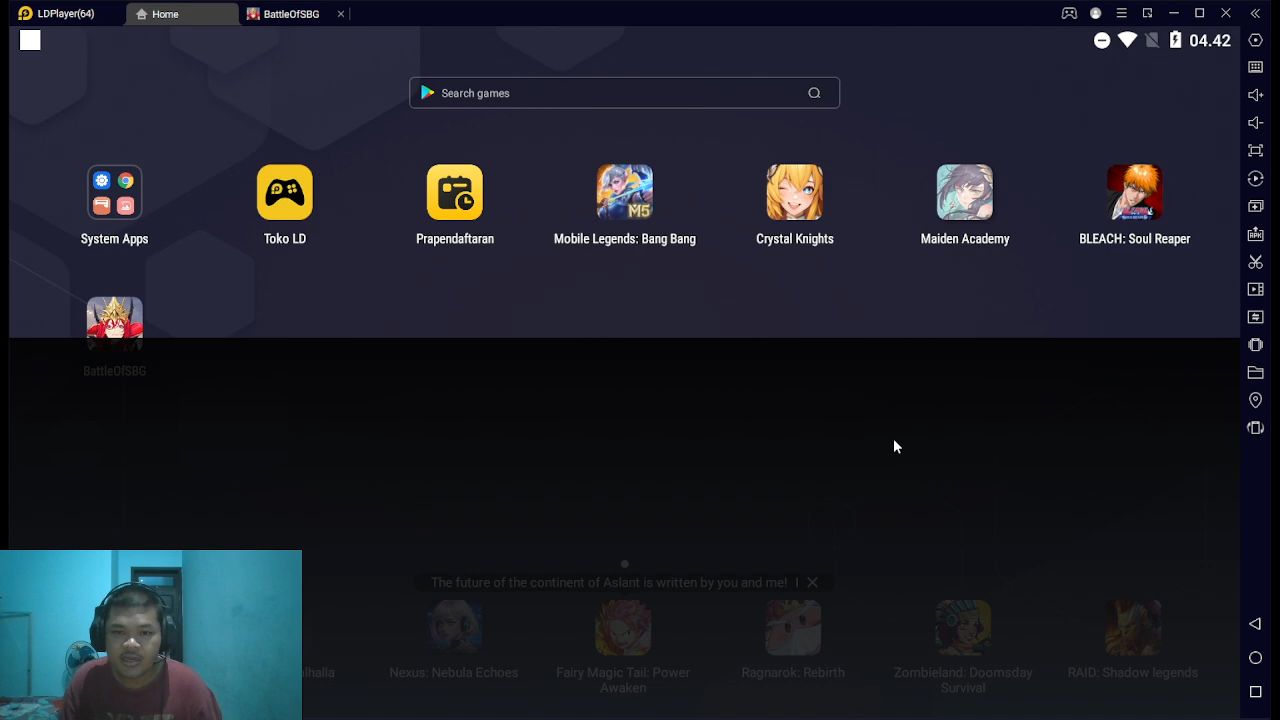 LDPlayer(64)
Home
BattleOfSBG
04.42
Search games
M5
System Apps
Toko LD
Prapendaftaran
Mobile Legends: Bang Bang
Crystal Knights
Maiden Academy
BLEACH: Soul Reaper
BattleOfSBG
The future of the continent of Aslant is written by you and me!
Nexus: Nebula Echoes
Fairy Magic Tail: Power
Awaken
Ragnarok: Rebirth
Zombieland: Doomsday
Survival
RAID: Shadow legends